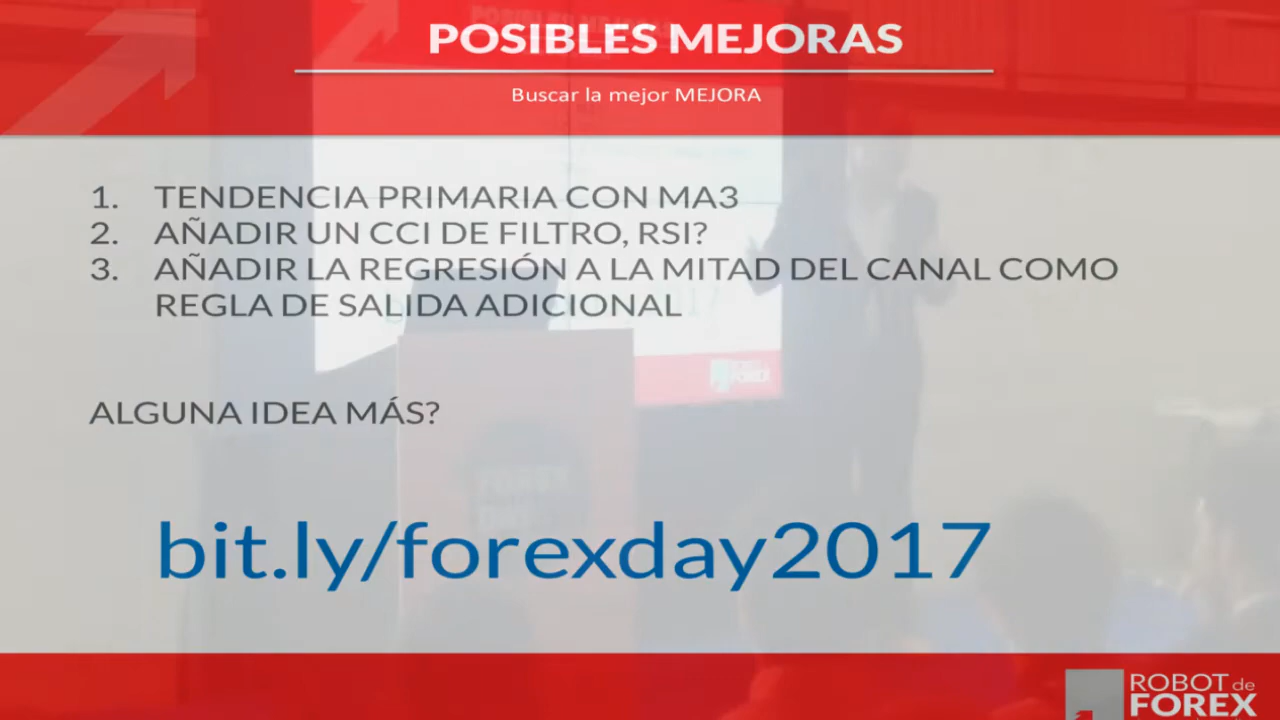 POSIBLES MEJORAS
Buscar la mejor MEJORA
1. TENDENCIA PRIMARIA CON MA3
2. AÑADIR UN CCI DE FILTRO, RSI?
3. AÑADIR LA REGRESIÓN A LA MITAD DEL CANAL COMO
REGLA DE SALIDA ADICIONAL
ALGUNA IDEA MÁS?
bit.ly/forexday2017
ROBOT de
FOREX